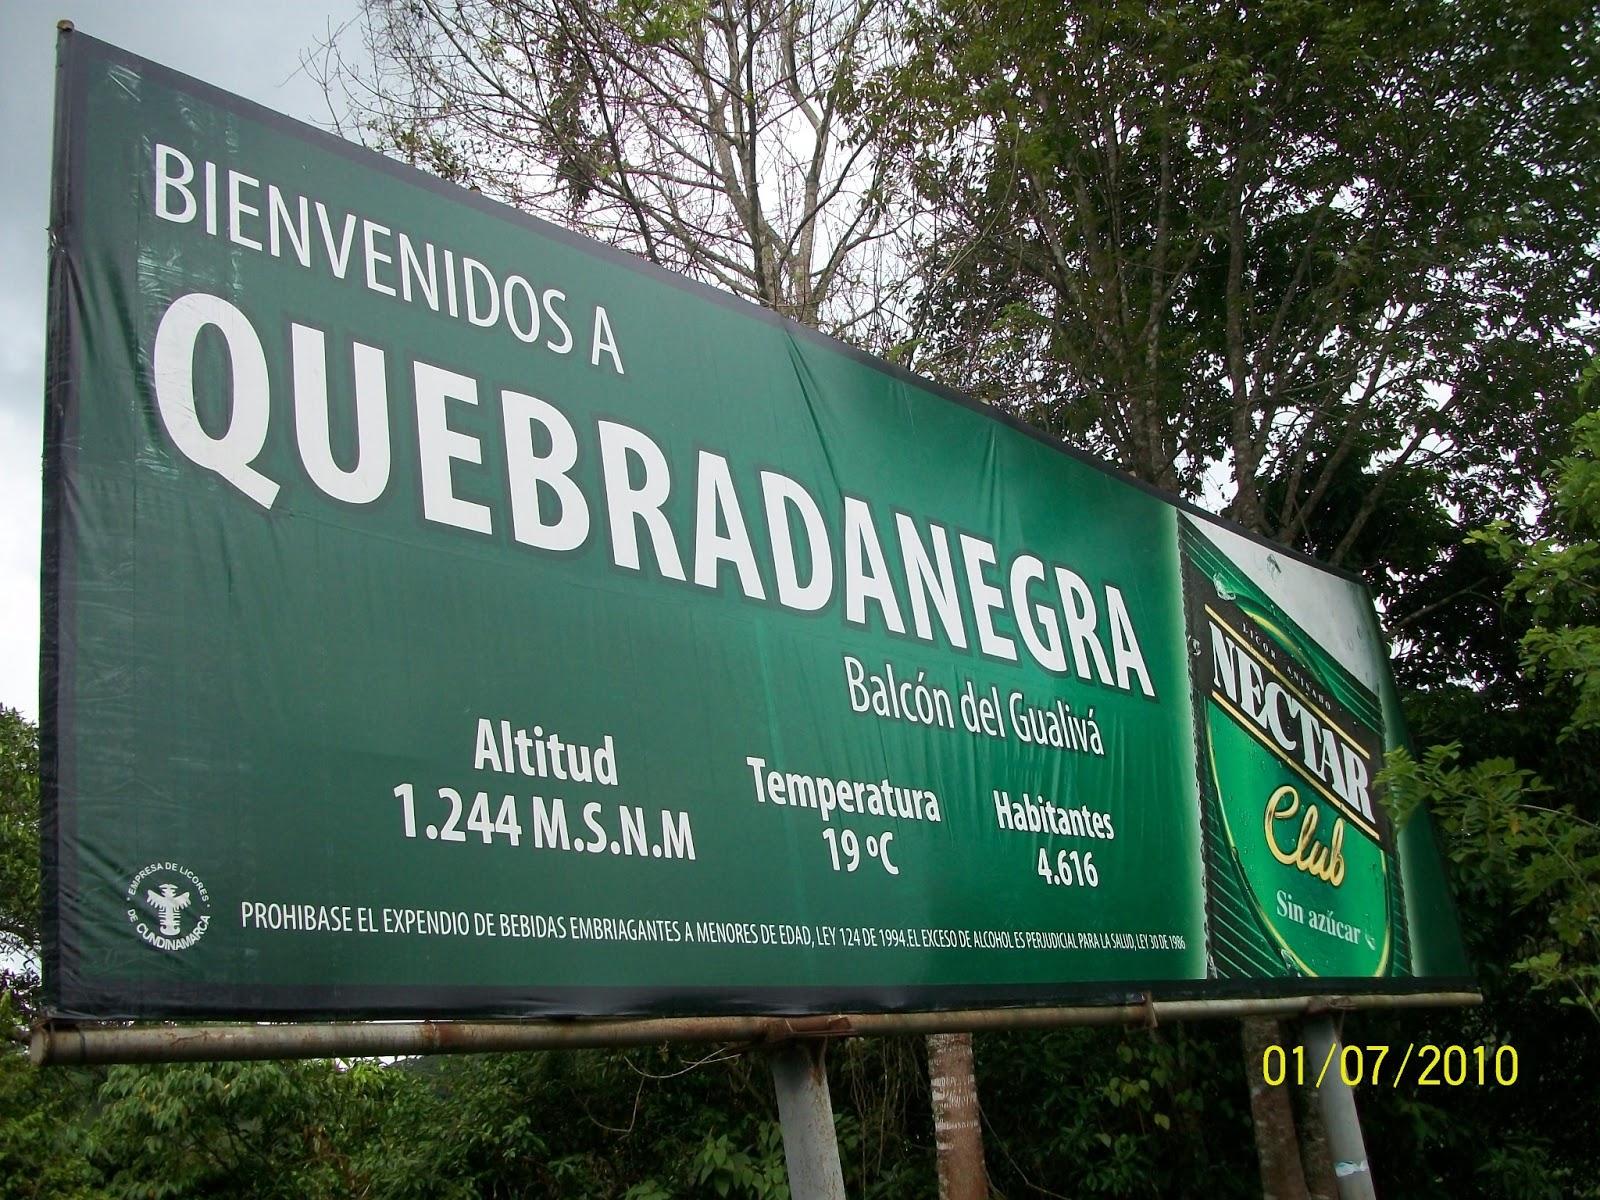 BIENVENIDOS A
QUEBRADANEGRA
Balcón del Gualivá
Altitud
1.244 M.S.N.M
Temperatura
19 ºC
Habitantes
4.616
EMPRESA DE LICORES
DE CUNDINAMARCA
PROHIBASE EL EXPENDIO DE BEBIDAS EMBRIAGANTES A MENORES DE EDAD, LEY 124 DE 1994.EL EXCESO DE ALCOHOL ES PERJUDICIAL PARA LA SALUD, LEY 30 DE 1986
LICOR ANISADO
NECTAR
Club
Sin azúcar
01/07/2010